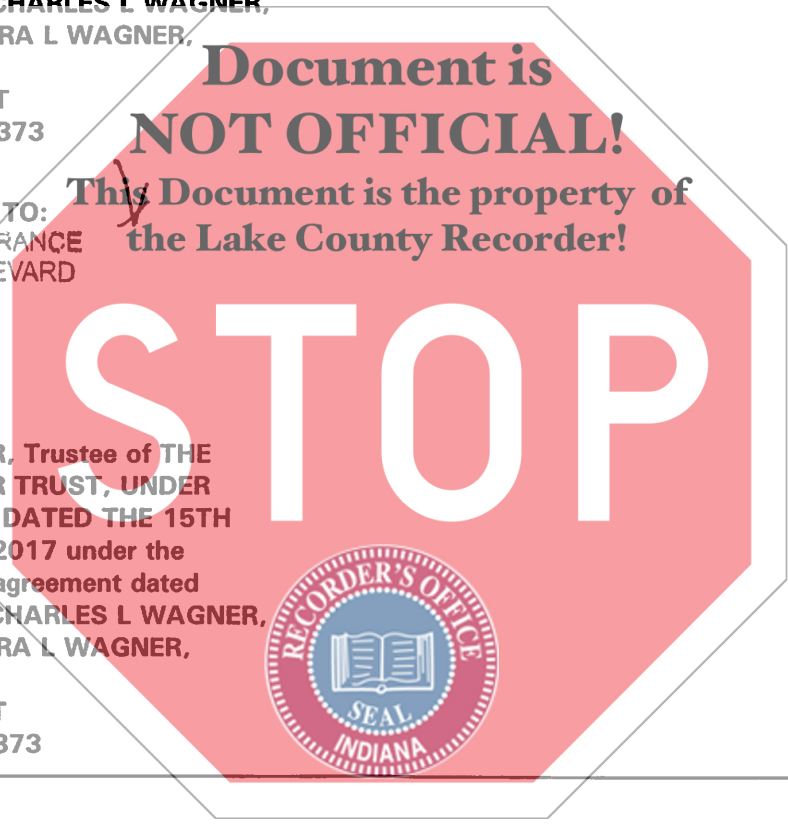 CHARLES L WAGNER,
RA L WAGNER,
Document is
T
NOT OFFICIAL!
373
This Document is the property of
TO:
RANCE
the Lake County Recorder!
EVARD
STOP
R, Trustee of THE
R TRUST, UNDER
DATED THE 15TH
2017 under the
agreement dated
CHARLES L WAGNER,
RA L WAGNER,
T
373
RECORDER'S OFFICE
SEAL
INDIANA